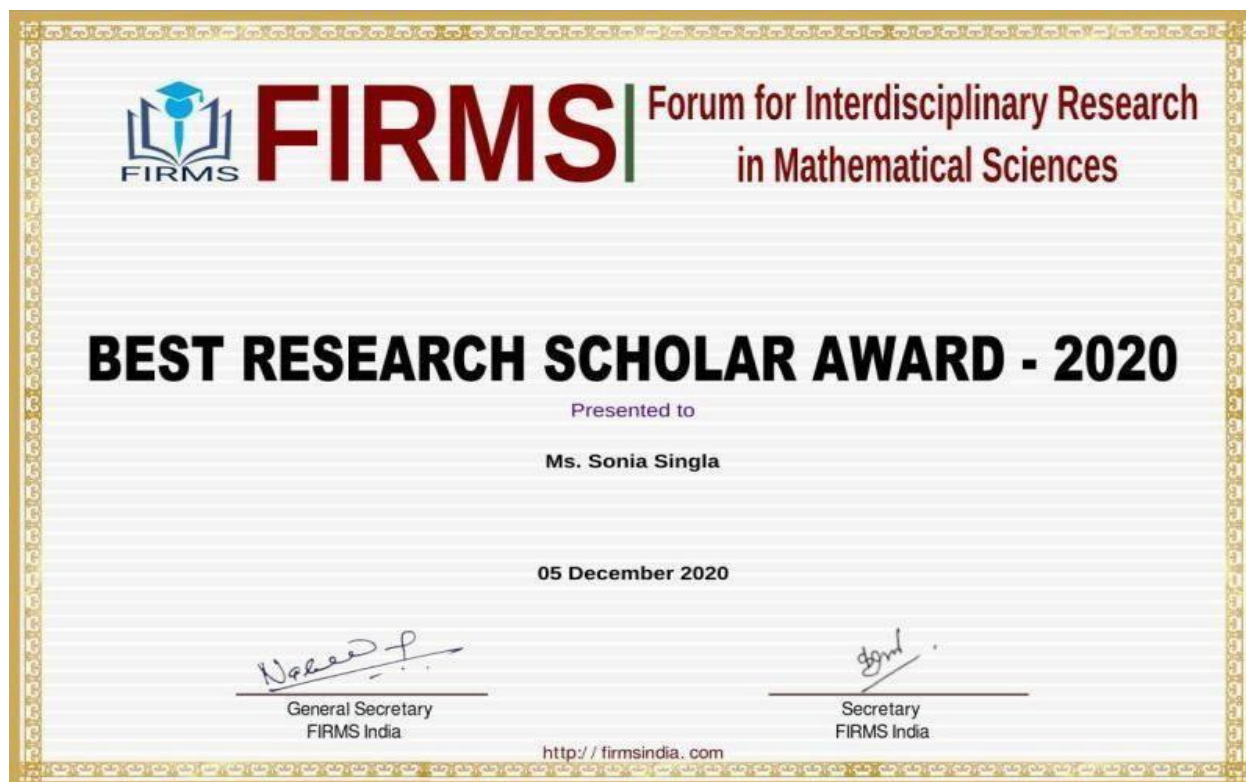 FIRMS
FIRMS
Forum for Interdisciplinary Research
in Mathematical Sciences
BEST RESEARCH SCHOLAR AWARD - 2020
Presented to
Ms. Sonia Singla
05 December 2020
General Secretary
FIRMS India
Secretary
FIRMS India
http:/ / firmsindia. com